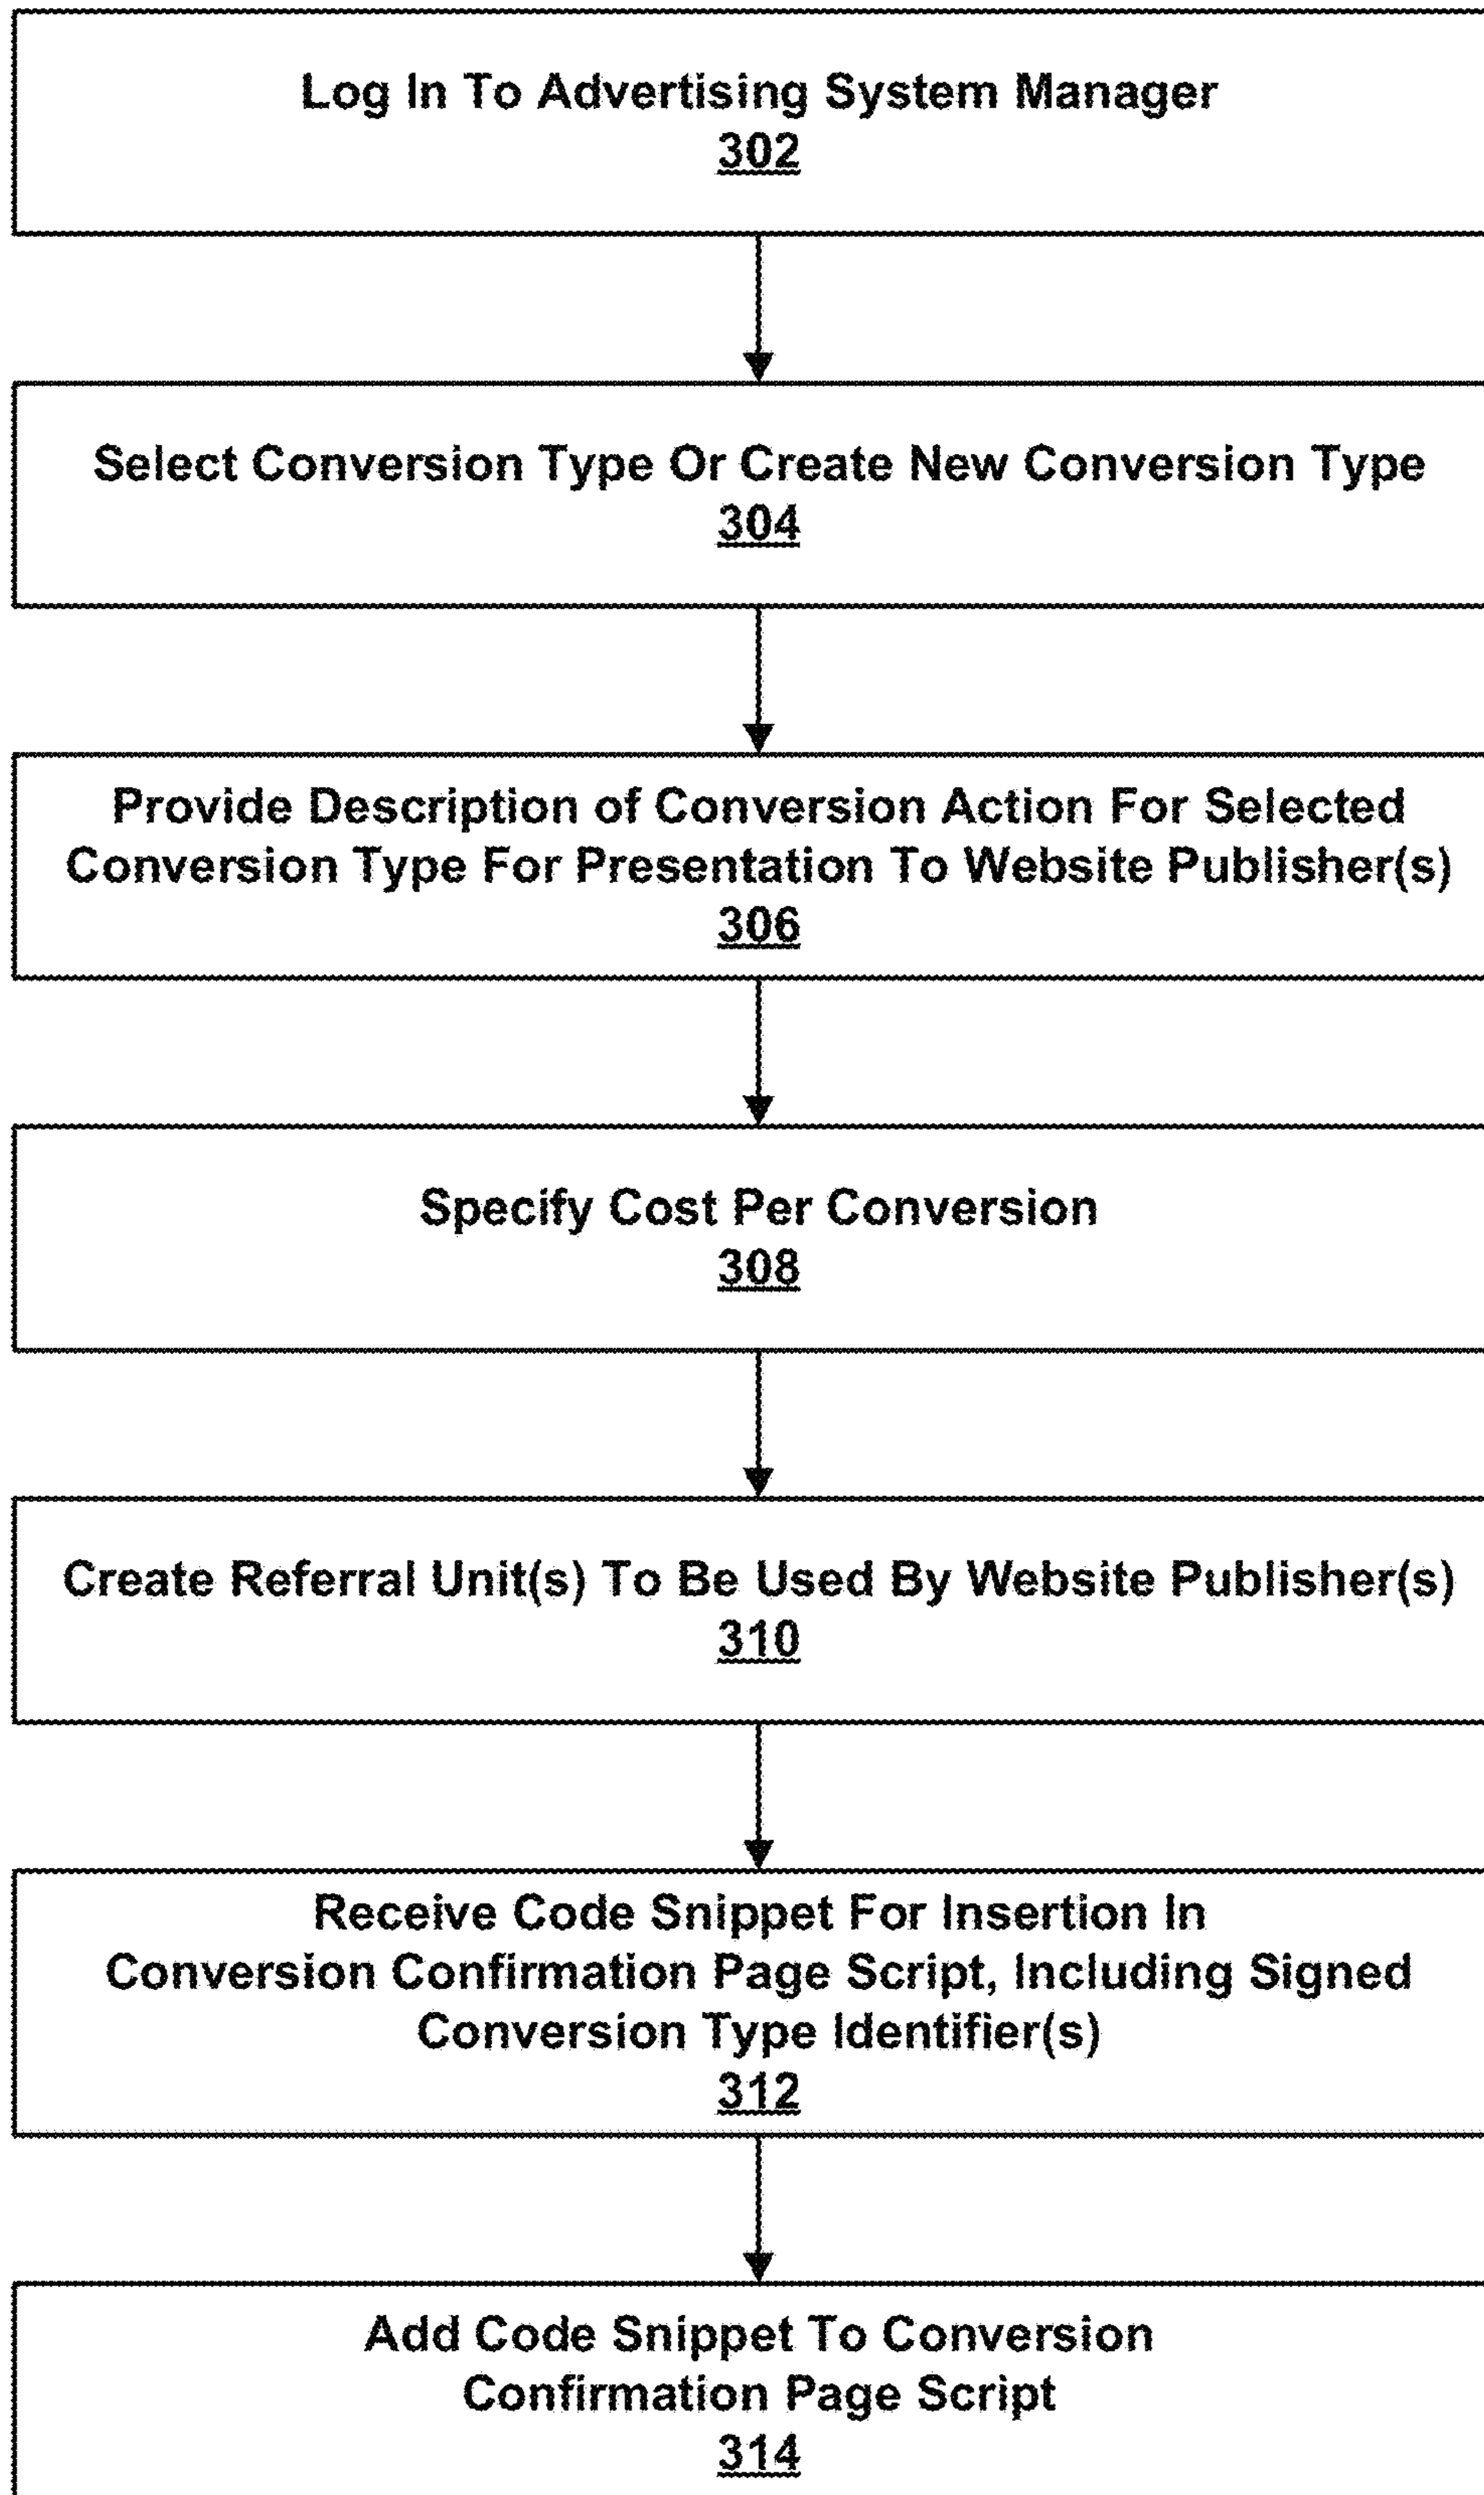 Log In To Advertising System Manager
302
Select Conversion Type Or Create New Conversion Type
304
Provide Description of Conversion Action For Selected
Conversion Type For Presentation To Website Publisher(s)
306
Specify Cost Per Conversion
308
Create Referral Unit(s) To Be Used By Website Publisher(s)
310
Receive Code Snippet For Insertion In
Conversion Confirmation Page Script, Including Signed
Conversion Type Identifier(s)
312
Add Code Snippet To Conversion
Confirmation Page Script
314